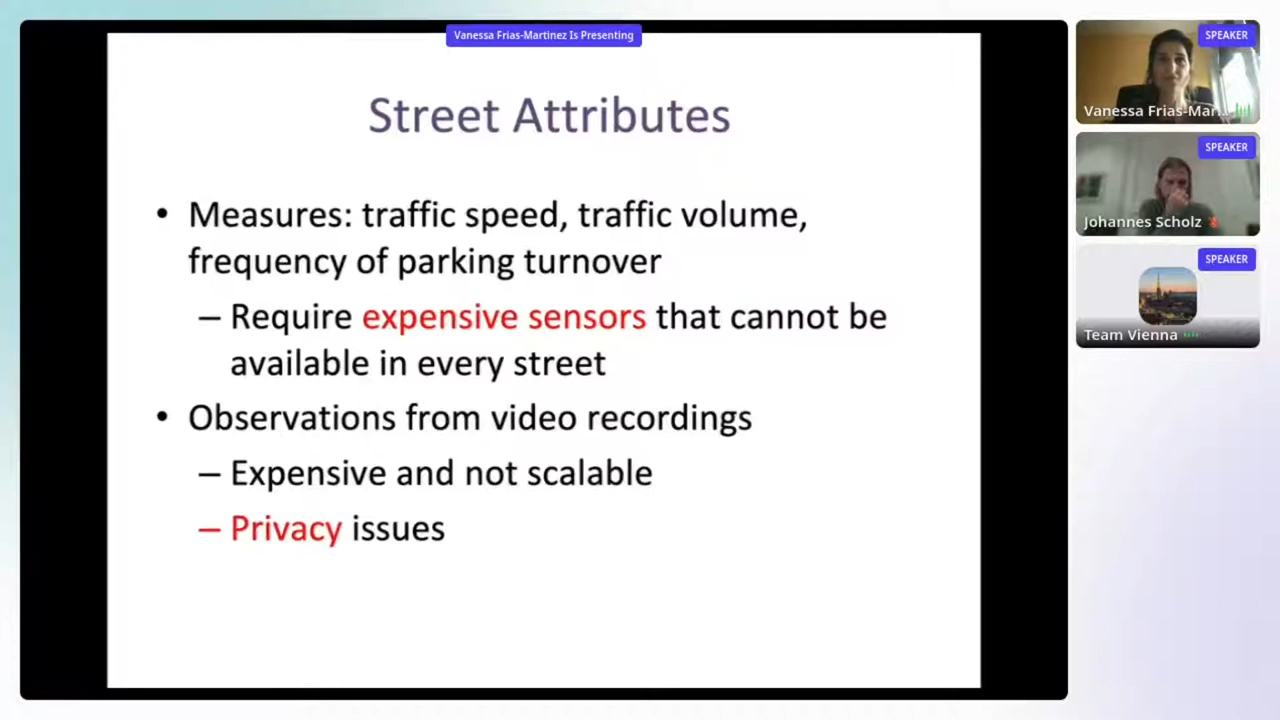 Vanessa Frias-Martinez Is Presenting
Street Attributes
• Measures: traffic speed, traffic volume,
frequency of parking turnover
– Require expensive sensors that cannot be
available in every street
• Observations from video recordings
– Expensive and not scalable
– Privacy issues
SPEAKER
Vanessa Frias-Mar...
SPEAKER
Johannes Scholz
SPEAKER
Team Vienna